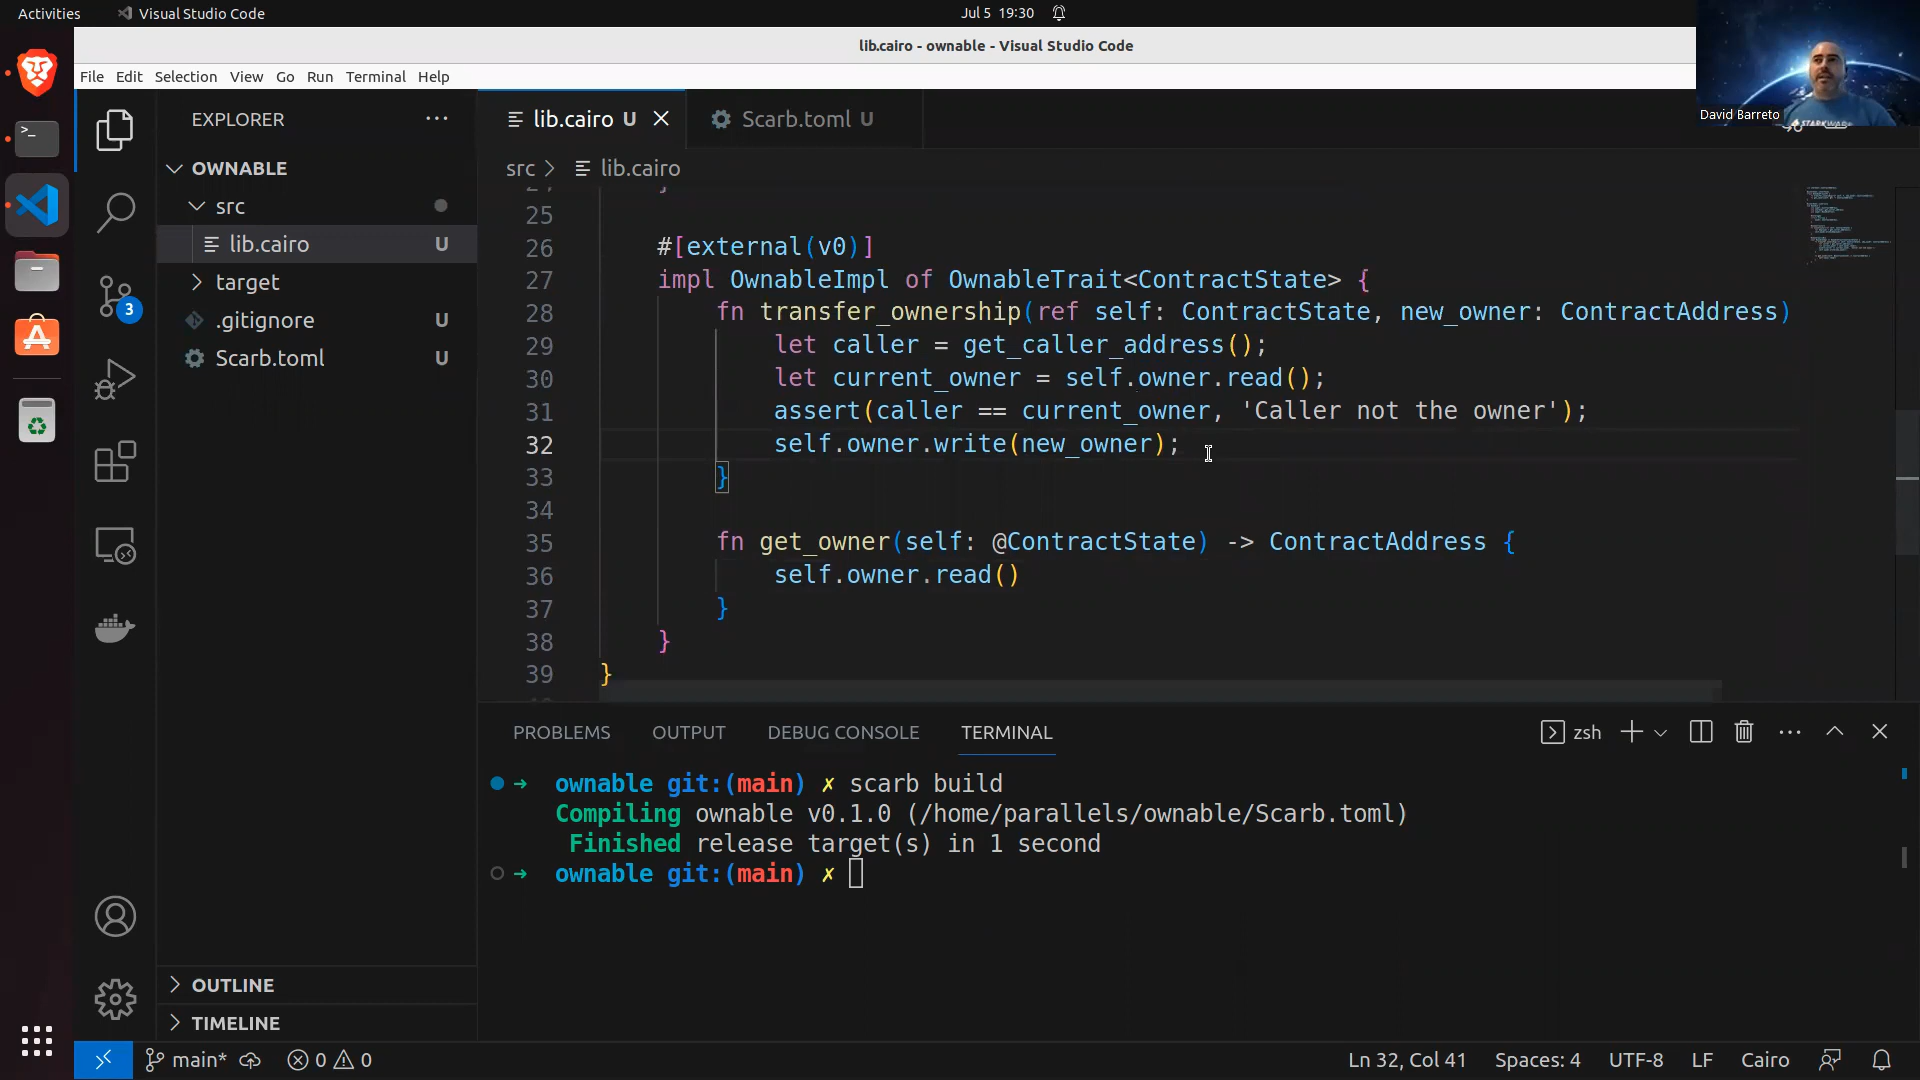 Activities
Visual Studio Code
Jul 5 19:30
lib.cairo - ownable - Visual Studio Code
David Barreto
File Edit Selection View Go Run Terminal Help
EXPLORER
lib.cairo U
Scarb.toml U
OWNABLE
src > lib.cairo
src
lib.cairo U
target
.gitignore U
Scarb.toml U
3
25
26 #[external(v0)]
27 impl OwnableImpl of OwnableTrait<ContractState> {
28 fn transfer_ownership(ref self: ContractState, new_owner: ContractAddress)
29 let caller = get_caller_address();
30 let current_owner = self.owner.read();
31 assert(caller == current_owner, 'Caller not the owner');
32 self.owner.write(new_owner);
33 }
34
35 fn get_owner(self: @ContractState) -> ContractAddress {
36 self.owner.read()
37 }
38 }
39 }
PROBLEMS OUTPUT DEBUG CONSOLE TERMINAL
zsh
→ ownable git:(main) ✗ scarb build
Compiling ownable v0.1.0 (/home/parallels/ownable/Scarb.toml)
Finished release target(s) in 1 second
→ ownable git:(main) ✗
OUTLINE
TIMELINE
main* 0 0
Ln 32, Col 41 Spaces: 4 UTF-8 LF Cairo